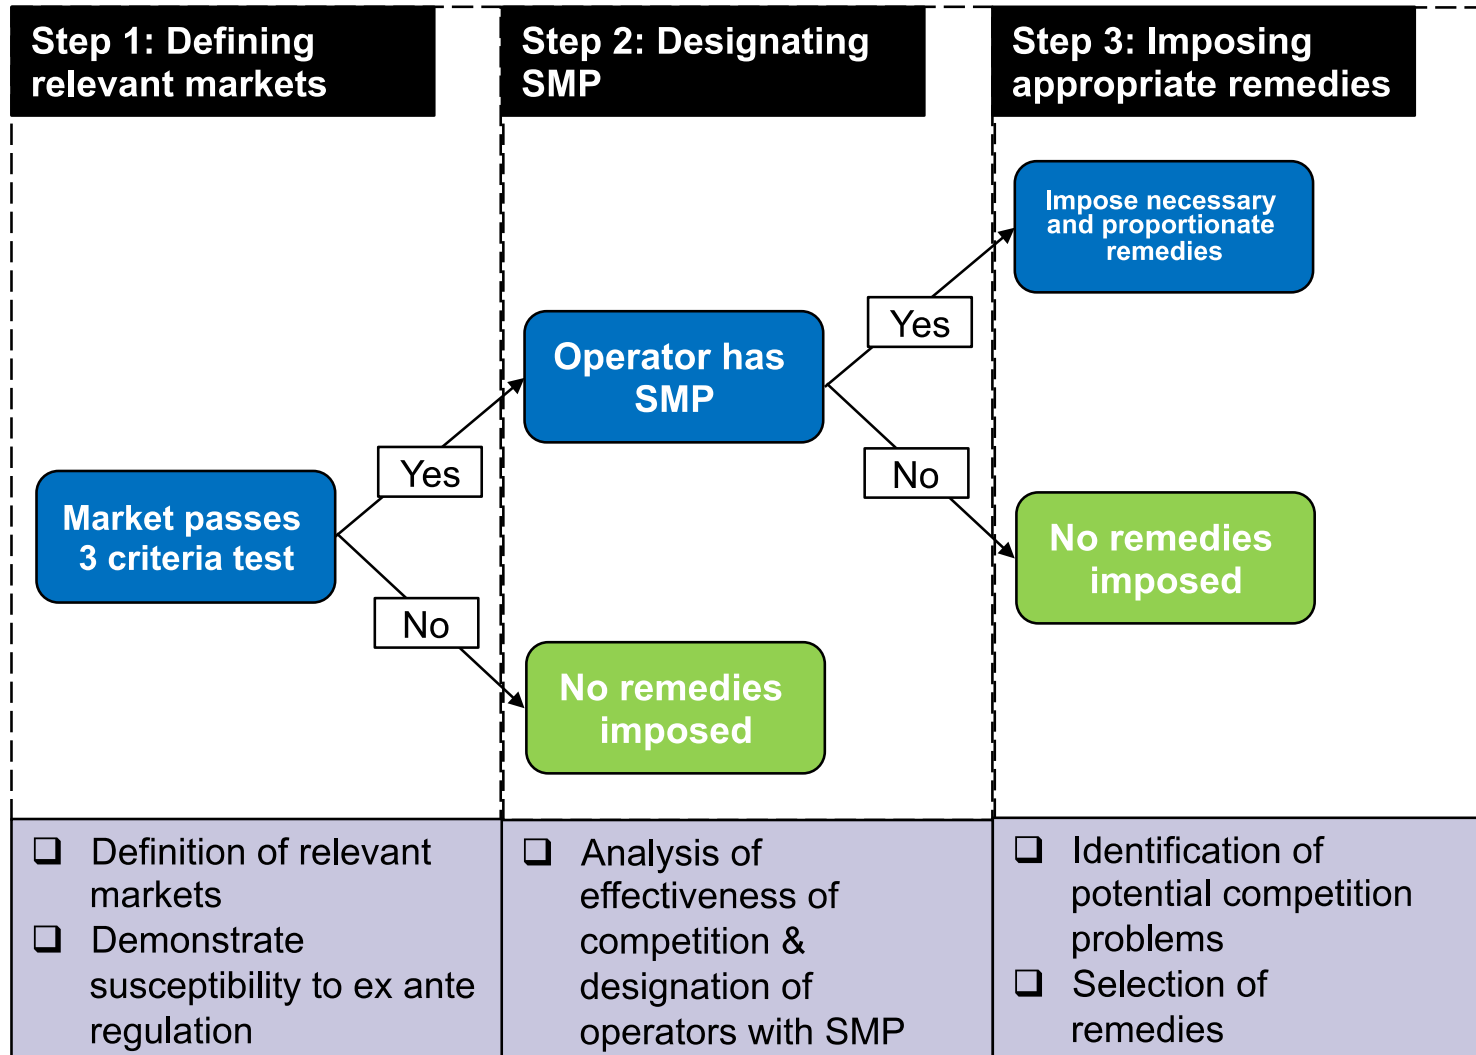 Step 1: Defining
relevant markets
Step 2: Designating
SMP
Step 3: Imposing
appropriate remedies
Impose necessary
and proportionate
remedies
Yes
Operator has
SMP
Yes
No
Market passes
3 criteria test
No remedies
imposed
No
No remedies
imposed
❑ Definition of relevant
markets
❑ Demonstrate
susceptibility to ex ante
regulation
❑ Analysis of
effectiveness of
competition &
designation of
operators with SMP
❑ Identification of
potential competition
problems
❑ Selection of
remedies